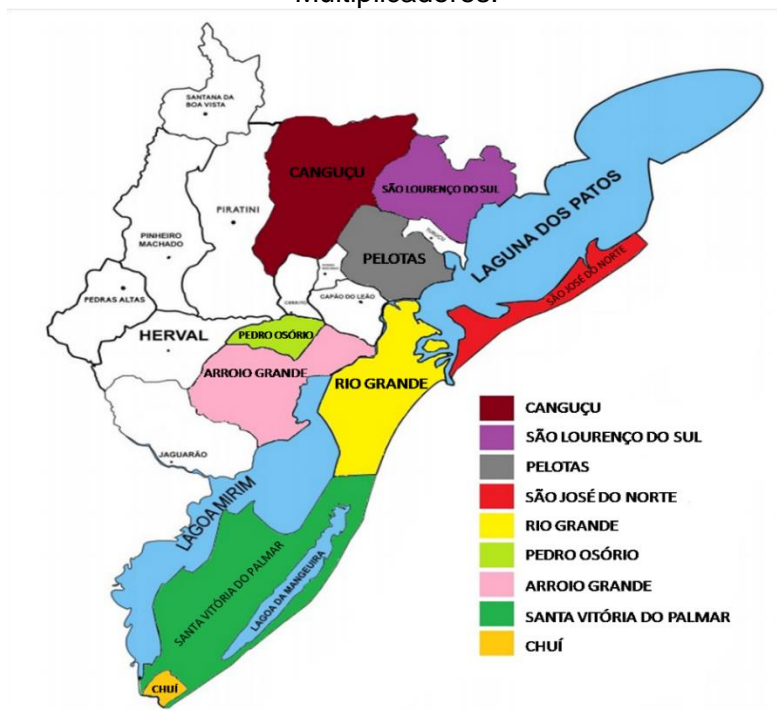 Multiplicadores.
SANTANA DA
BOA VISTA
CANGUÇU
SÃO LOURENÇO DO SUL
PIRATINI
LAGUNA DOS PATOS
PINHEIRO
MACHADO
PELOTAS
SÃO JOSÉ DO NORTE
PEDRAS ALTAS
CAPÃO DO LEÃO
HERVAL
PEDRO OSÓRIO
ARROIO GRANDE
RIO GRANDE
JAGUARÃO
LAGOA MIRIM
SANTA VITÓRIA DO PALMAR
LAGOA DA MANGEUIRA
CHUÍ
CANGUÇU
SÃO LOURENÇO DO SUL
PELOTAS
SÃO JOSÉ DO NORTE
RIO GRANDE
PEDRO OSÓRIO
ARROIO GRANDE
SANTA VITÓRIA DO PALMAR
CHUÍ